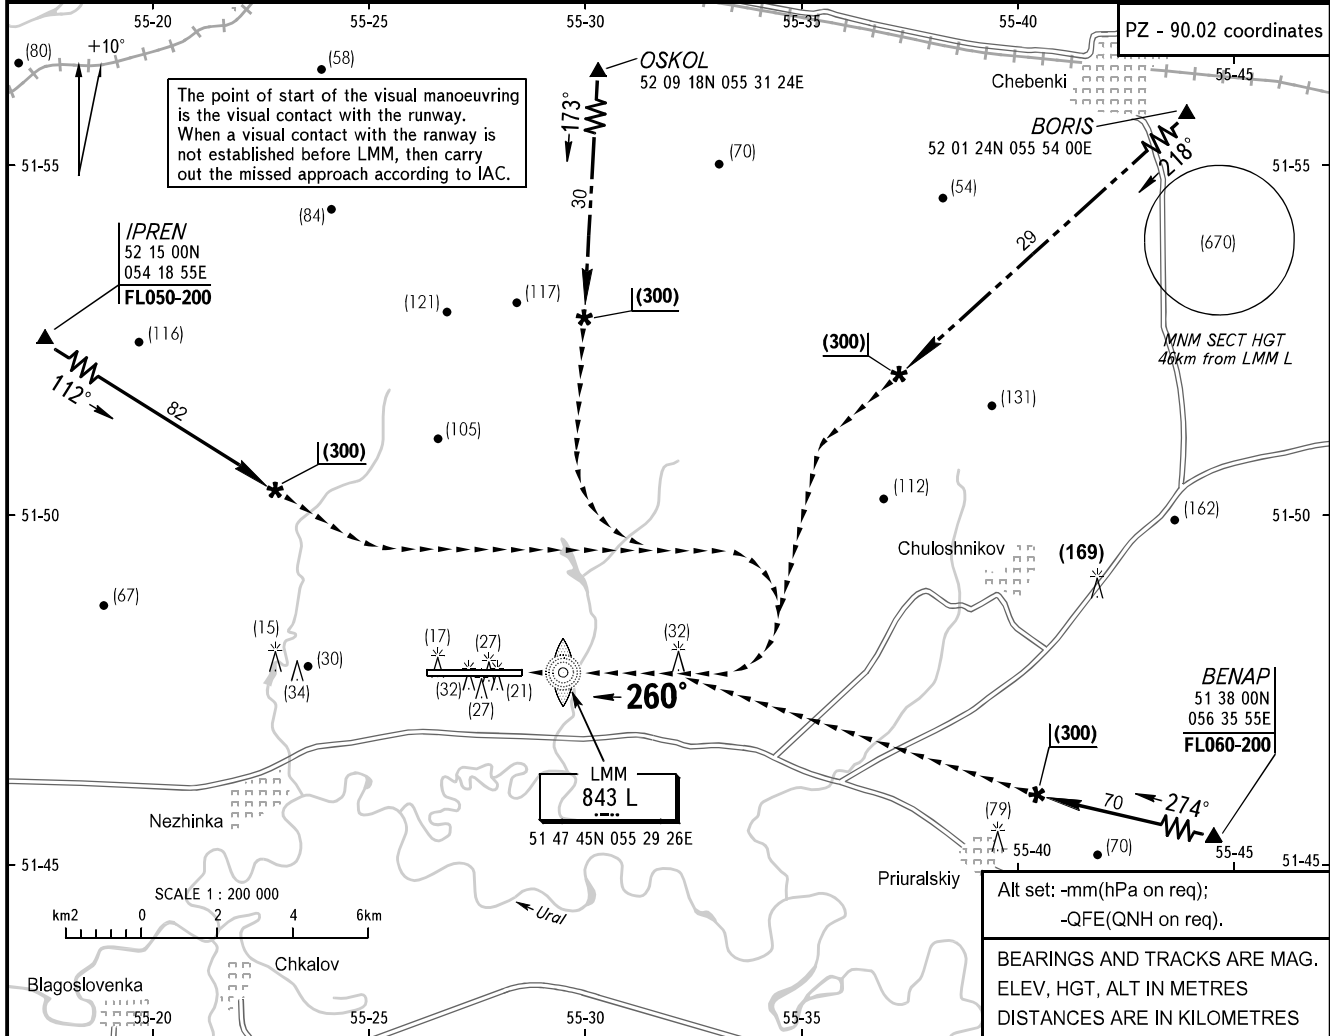 55-20
55-25
55-30
55-35
55-40
PZ - 90.02 coordinates
(80)
+10°
(58)
OSKOL
52 09 18N 055 31 24E
Chebenki
55-45
The point of start of the visual manoeuvring
is the visual contact with the runway.
When a visual contact with the ranway is
not established before LMM, then carry
out the missed approach according to IAC.
173°
BORIS
52 01 24N 055 54 00E
218°
51-55
(70)
51-55
(54)
30
(84)
IPREN
52 15 00N
054 18 55E
FL050-200
29
(670)
(121)
(117)
(300)
(116)
(300)
MNM SECT HGT
46km from LMM L
112°
82
(131)
(105)
(300)
(112)
51-50
(162)
51-50
Chuloshnikov
(169)
(67)
(15)
(17)
(27)
(32)
(30)
(34)
(32)
(27)
(21)
260°
BENAP
51 38 00N
056 35 55E
FL060-200
(300)
LMM
843 L
51 47 45N 055 29 26E
70
274°
Nezhinka
(79)
51-45
55-40
(70)
55-45
51-45
Priuralskiy
SCALE 1 : 200 000
km2 0 2 4 6km
Ural
Alt set: -mm(hPa on req);
-QFE(QNH on req).
Chkalov
Blagoslovenka
BEARINGS AND TRACKS ARE MAG.
ELEV, HGT, ALT IN METRES
DISTANCES ARE IN KILOMETRES
55-20
55-25
55-30
55-35